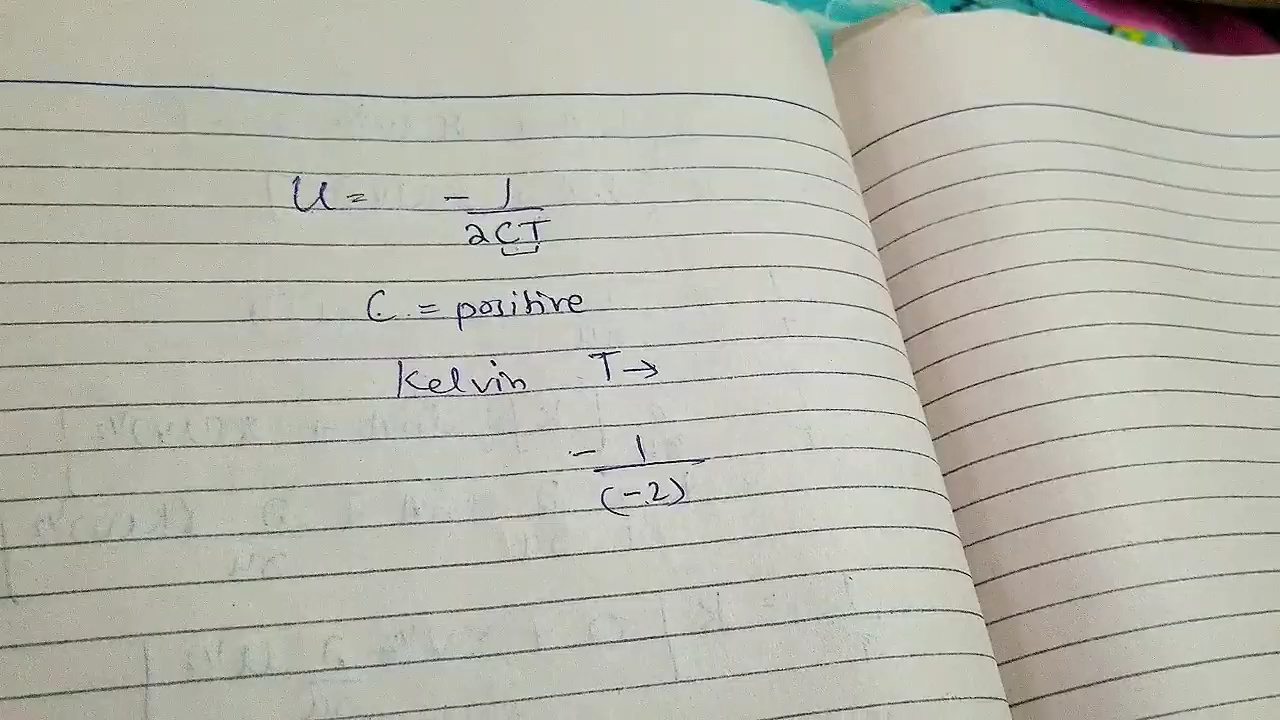 U = - 1 / 2CT
C. = positive
Kelvin T →
- 1 / (-2)